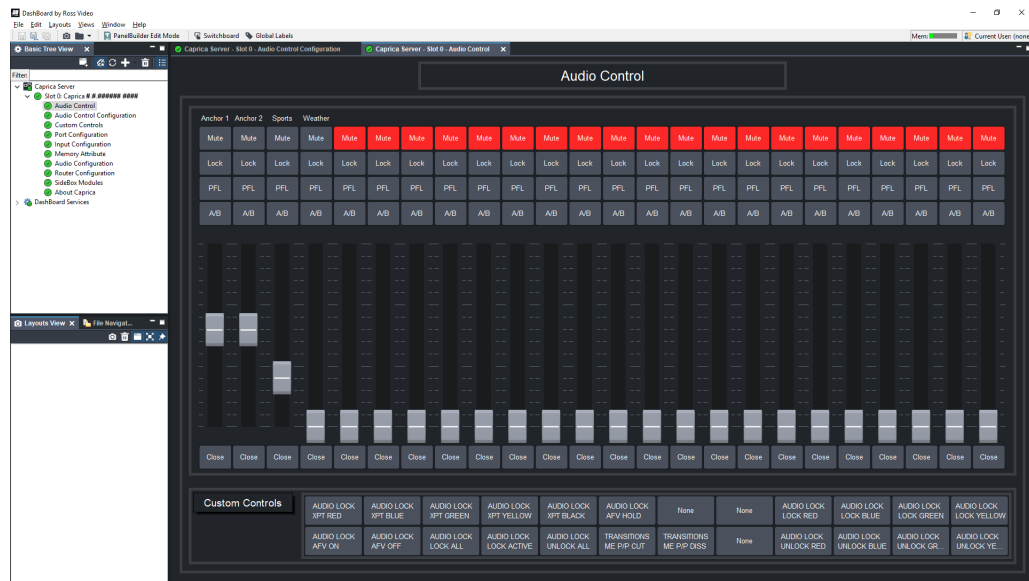 DashBoard by Ross Video
File Edit Layouts Views Window Help
PanelBuilder Edit Mode Switchboard Global Labels
Mem: Current User: (none
Basic Tree View
Filter:
Caprica Server
Slot 0: Caprica #.#.###### ####
Audio Control
Audio Control Configuration
Custom Controls
Port Configuration
Input Configuration
Memory Attribute
Audio Configuration
Router Configuration
SideBox Modules
About Caprica
DashBoard Services
Layouts View File Navigat...
Caprica Server - Slot 0 - Audio Control Configuration Caprica Server - Slot 0 - Audio Control
Audio Control
Anchor 1 Anchor 2 Sports Weather
Mute Mute Mute Mute Mute Mute Mute Mute Mute Mute Mute Mute Mute Mute Mute Mute Mute Mute Mute Mute Mute Mute Mute Mute
Lock Lock Lock Lock Lock Lock Lock Lock Lock Lock Lock Lock Lock Lock Lock Lock Lock Lock Lock Lock Lock Lock Lock Lock
PFL PFL PFL PFL PFL PFL PFL PFL PFL PFL PFL PFL PFL PFL PFL PFL PFL PFL PFL PFL PFL PFL PFL PFL
A/B A/B A/B A/B A/B A/B A/B A/B A/B A/B A/B A/B A/B A/B A/B A/B A/B A/B A/B A/B A/B A/B A/B A/B
Close Close Close Close Close Close Close Close Close Close Close Close Close Close Close Close Close Close Close Close Close Close Close Close
Custom Controls
AUDIO LOCK XPT RED AUDIO LOCK XPT BLUE AUDIO LOCK XPT GREEN AUDIO LOCK XPT YELLOW AUDIO LOCK XPT BLACK AUDIO LOCK AFV HOLD None None AUDIO LOCK LOCK RED AUDIO LOCK LOCK BLUE AUDIO LOCK LOCK GREEN AUDIO LOCK LOCK YELLOW
AUDIO LOCK AFV ON AUDIO LOCK AFV OFF AUDIO LOCK LOCK ALL AUDIO LOCK LOCK ACTIVE AUDIO LOCK UNLOCK ALL TRANSITIONS ME P/P CUT TRANSITIONS ME P/P DISS None AUDIO LOCK UNLOCK RED AUDIO LOCK UNLOCK BLUE AUDIO LOCK UNLOCK GR... AUDIO LOCK UNLOCK YE...